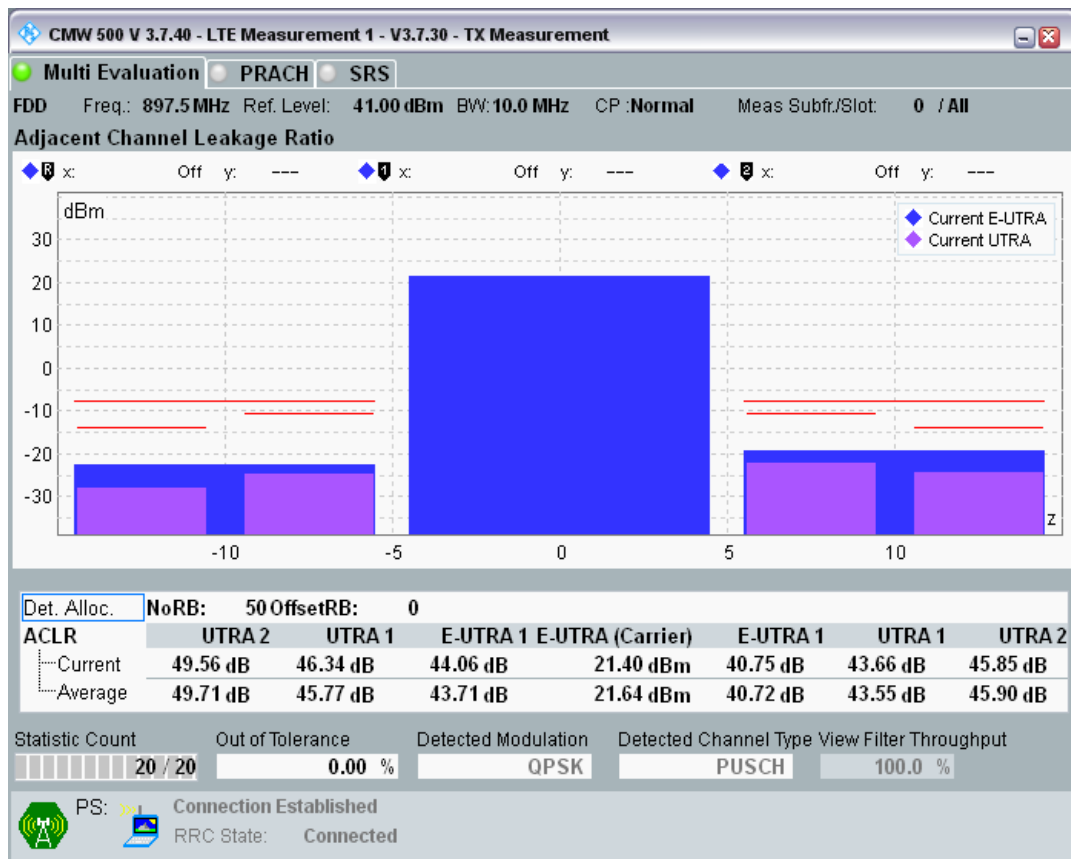 CMW 500 V 3.7.40 - LTE Measurement 1 - V3.7.30 - TX Measurement
Multi Evaluation PRACH SRS
FDD Freq.: 897.5 MHz Ref. Level: 41.00 dBm BW: 10.0 MHz CP :Normal Meas Subfr./Slot: 0 / All
Adjacent Channel Leakage Ratio
R x: Off y: --- 1 x: Off y: --- 2 x: Off y: ---
dBm
Current E-UTRA
Current UTRA
30
20
10
0
-10
-20
-30
z
-10 -5 0 5 10
Det. Alloc. NoRB: 50 OffsetRB: 0
ACLR UTRA 2 UTRA 1 E-UTRA 1 E-UTRA (Carrier) E-UTRA 1 UTRA 1 UTRA 2
Current 49.56 dB 46.34 dB 44.06 dB 21.40 dBm 40.75 dB 43.66 dB 45.85 dB
Average 49.71 dB 45.77 dB 43.71 dB 21.64 dBm 40.72 dB 43.55 dB 45.90 dB
Statistic Count Out of Tolerance Detected Modulation Detected Channel Type View Filter Throughput
20 / 20 0.00 % QPSK PUSCH 100.0 %
PS: Connection Established
RRC State: Connected